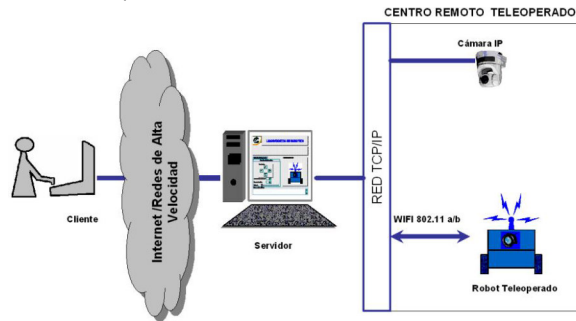 CENTRO REMOTO TELEOPERADO
Cámara IP
Cliente
Internet /Redes de Alta
Velocidad
Servidor
RED TCP/IP
WIFI 802.11 a/b
Robot Teleoperado